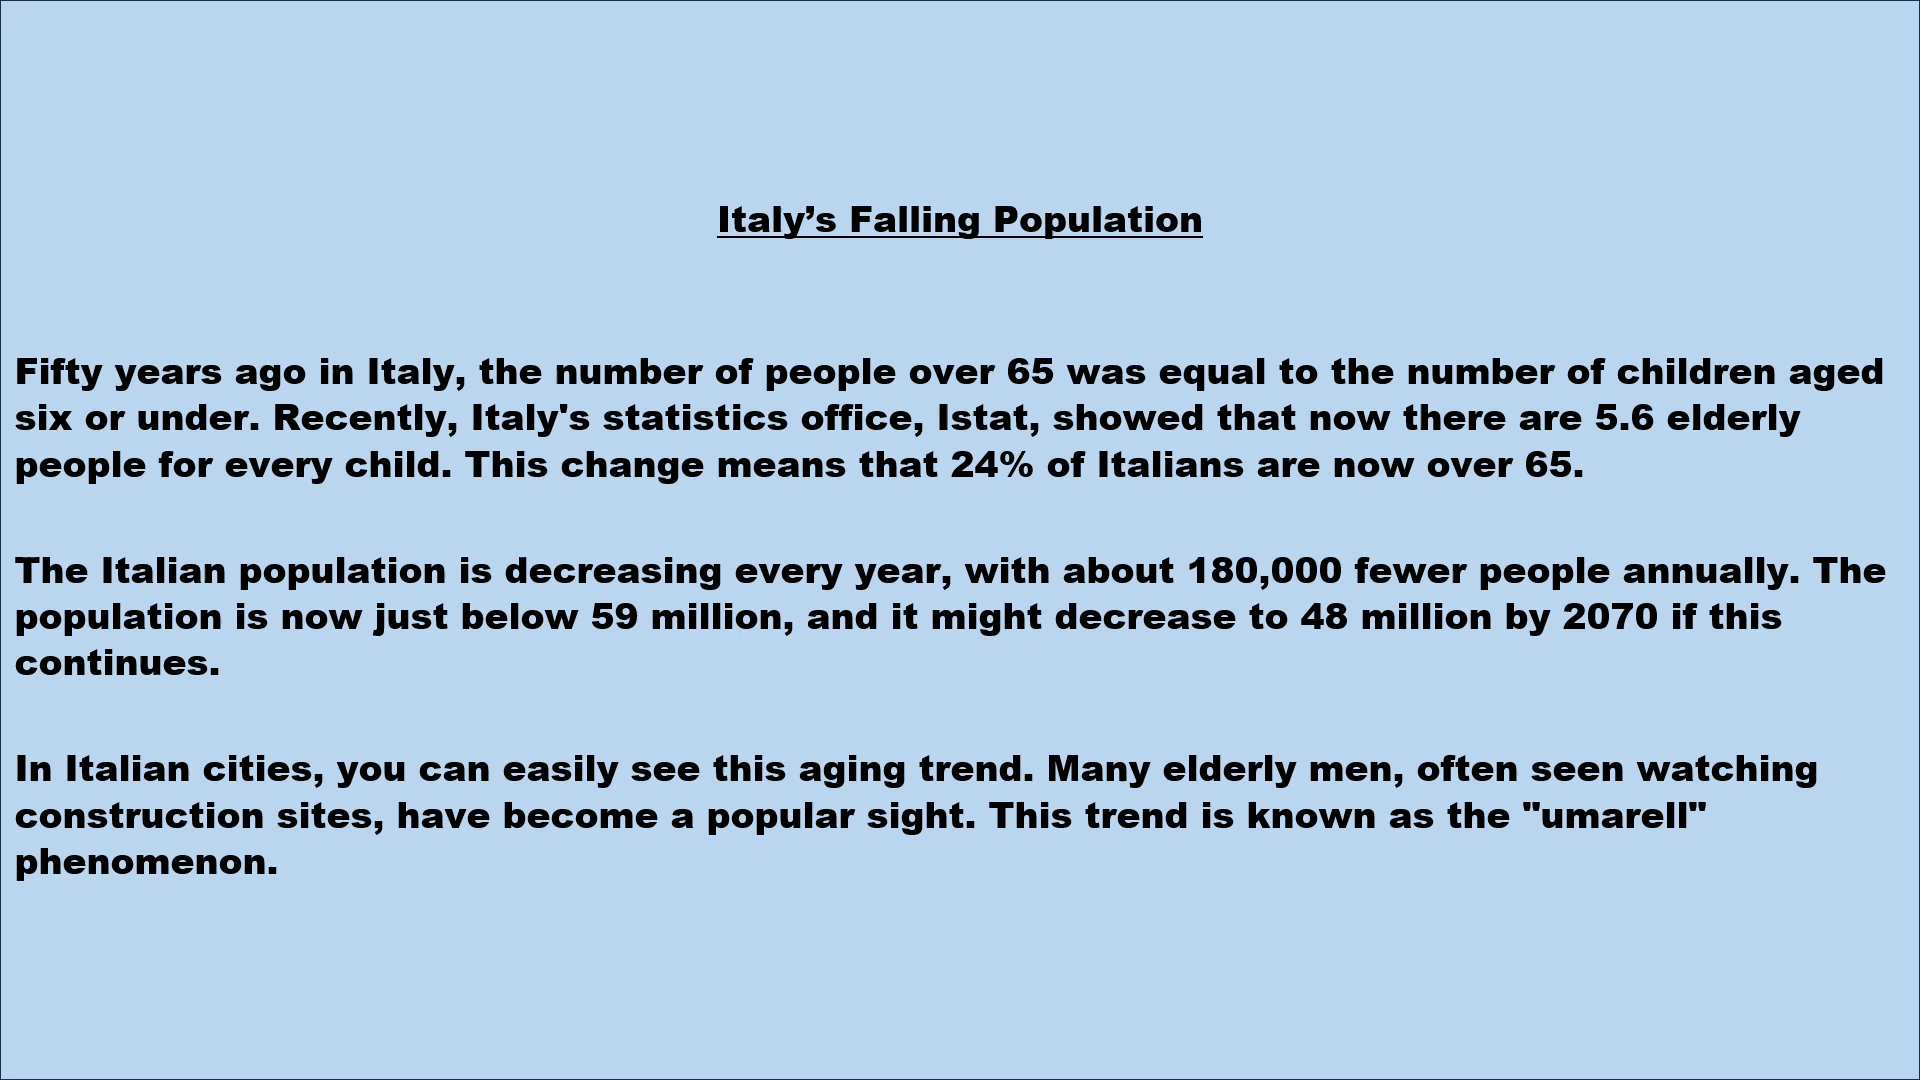 Italy’s Falling Population
Fifty years ago in Italy, the number of people over 65 was equal to the number of children aged
six or under. Recently, Italy's statistics office, Istat, showed that now there are 5.6 elderly
people for every child. This change means that 24% of Italians are now over 65.
The Italian population is decreasing every year, with about 180,000 fewer people annually. The
population is now just below 59 million, and it might decrease to 48 million by 2070 if this
continues.
In Italian cities, you can easily see this aging trend. Many elderly men, often seen watching
construction sites, have become a popular sight. This trend is known as the "umarell"
phenomenon.